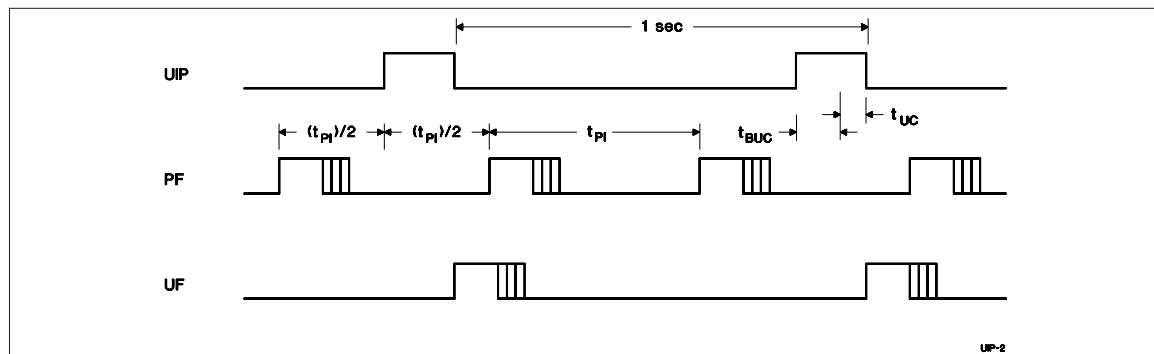 1 sec
UIP
(tPI)/2 (tPI)/2 tPI tBUC tUC
PF
UF
UIP-2